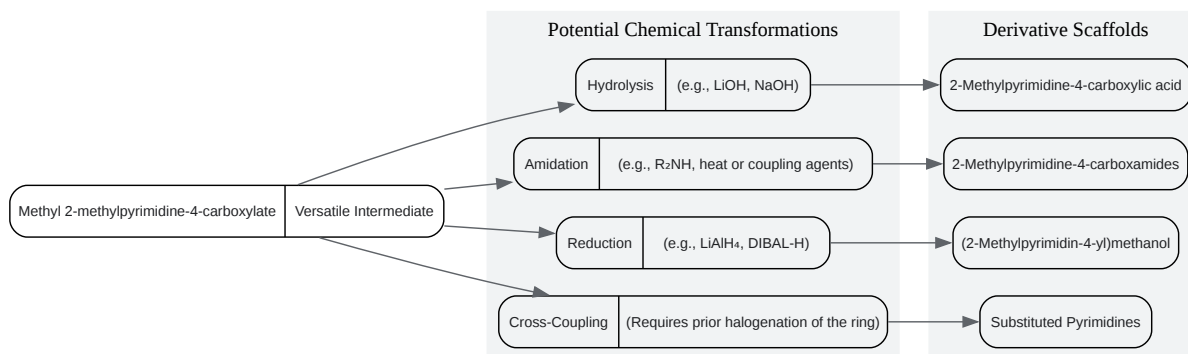 Potential Chemical Transformations
Derivative Scaffolds
Hydrolysis
(e.g., LiOH, NaOH)
2-Methylpyrimidine-4-carboxylic acid
Amidation
(e.g., R₂NH, heat or coupling agents)
2-Methylpyrimidine-4-carboxamides
Methyl 2-methylpyrimidine-4-carboxylate
Versatile Intermediate
Reduction
(e.g., LiAlH₄, DIBAL-H)
(2-Methylpyrimidin-4-yl)methanol
Cross-Coupling
(Requires prior halogenation of the ring)
Substituted Pyrimidines